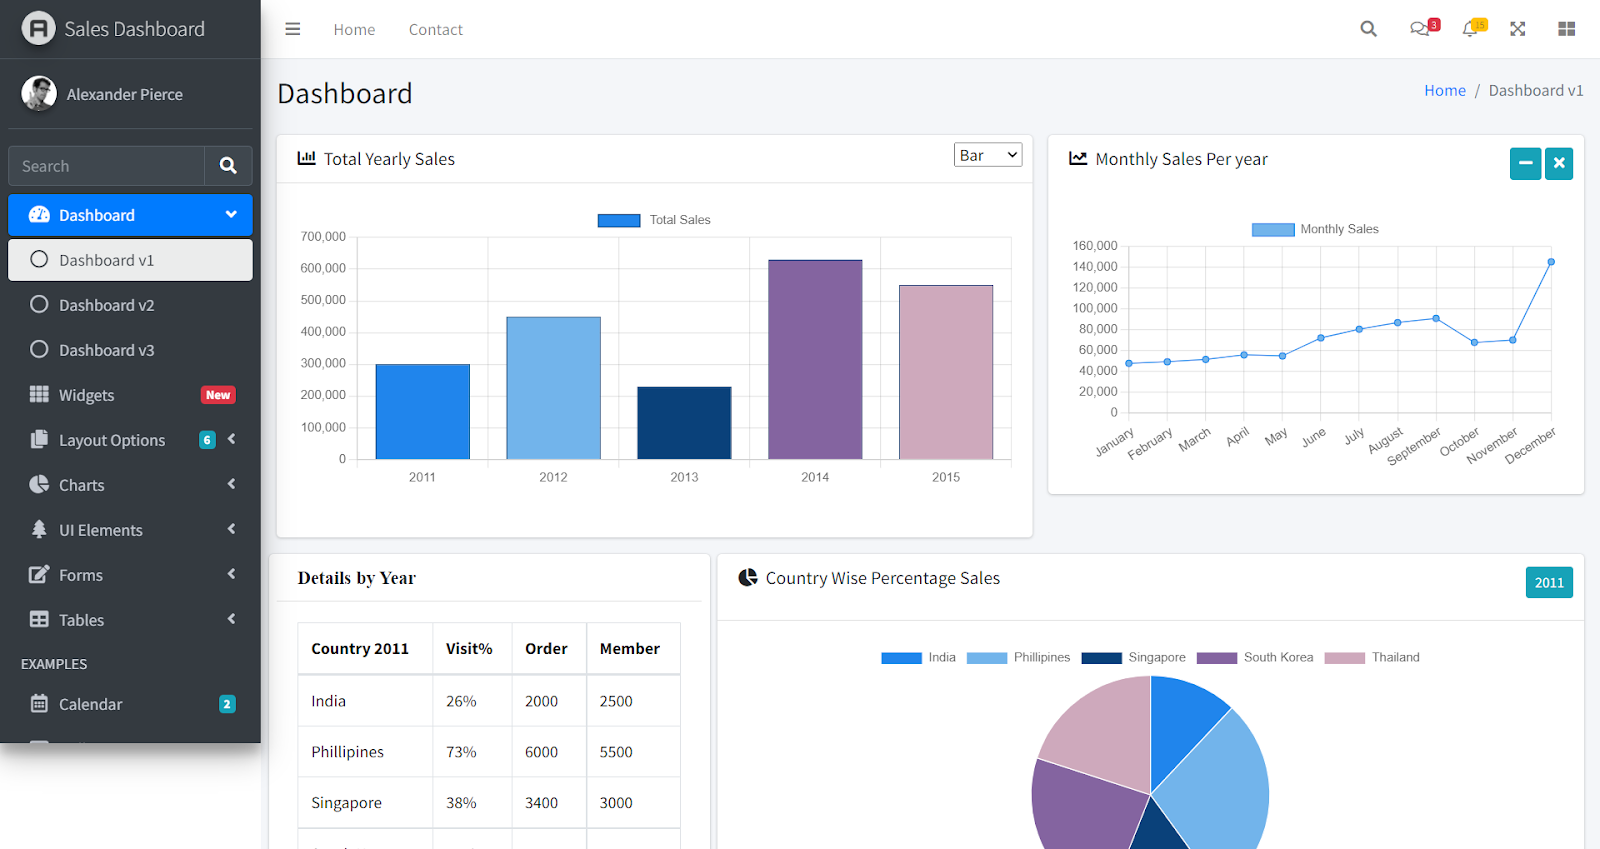 Sales Dashboard
Alexander Pierce
Search
Dashboard
Dashboard v1
Dashboard v2
Dashboard v3
Widgets New
Layout Options 6
Charts
UI Elements
Forms
Tables
EXAMPLES
Calendar 2
Home Contact
3 15
Dashboard
Home / Dashboard v1
Total Yearly Sales
Bar
Total Sales
700,000
600,000
500,000
400,000
300,000
200,000
100,000
0
2011 2012 2013 2014 2015
Monthly Sales Per year
Monthly Sales
160,000
140,000
120,000
100,000
80,000
60,000
40,000
20,000
0
January February March April May June July August September October November December
Details by Year
Country 2011 Visit% Order Member
India 26% 2000 2500
Phillipines 73% 6000 5500
Singapore 38% 3400 3000
Country Wise Percentage Sales
2011
India Phillipines Singapore South Korea Thailand